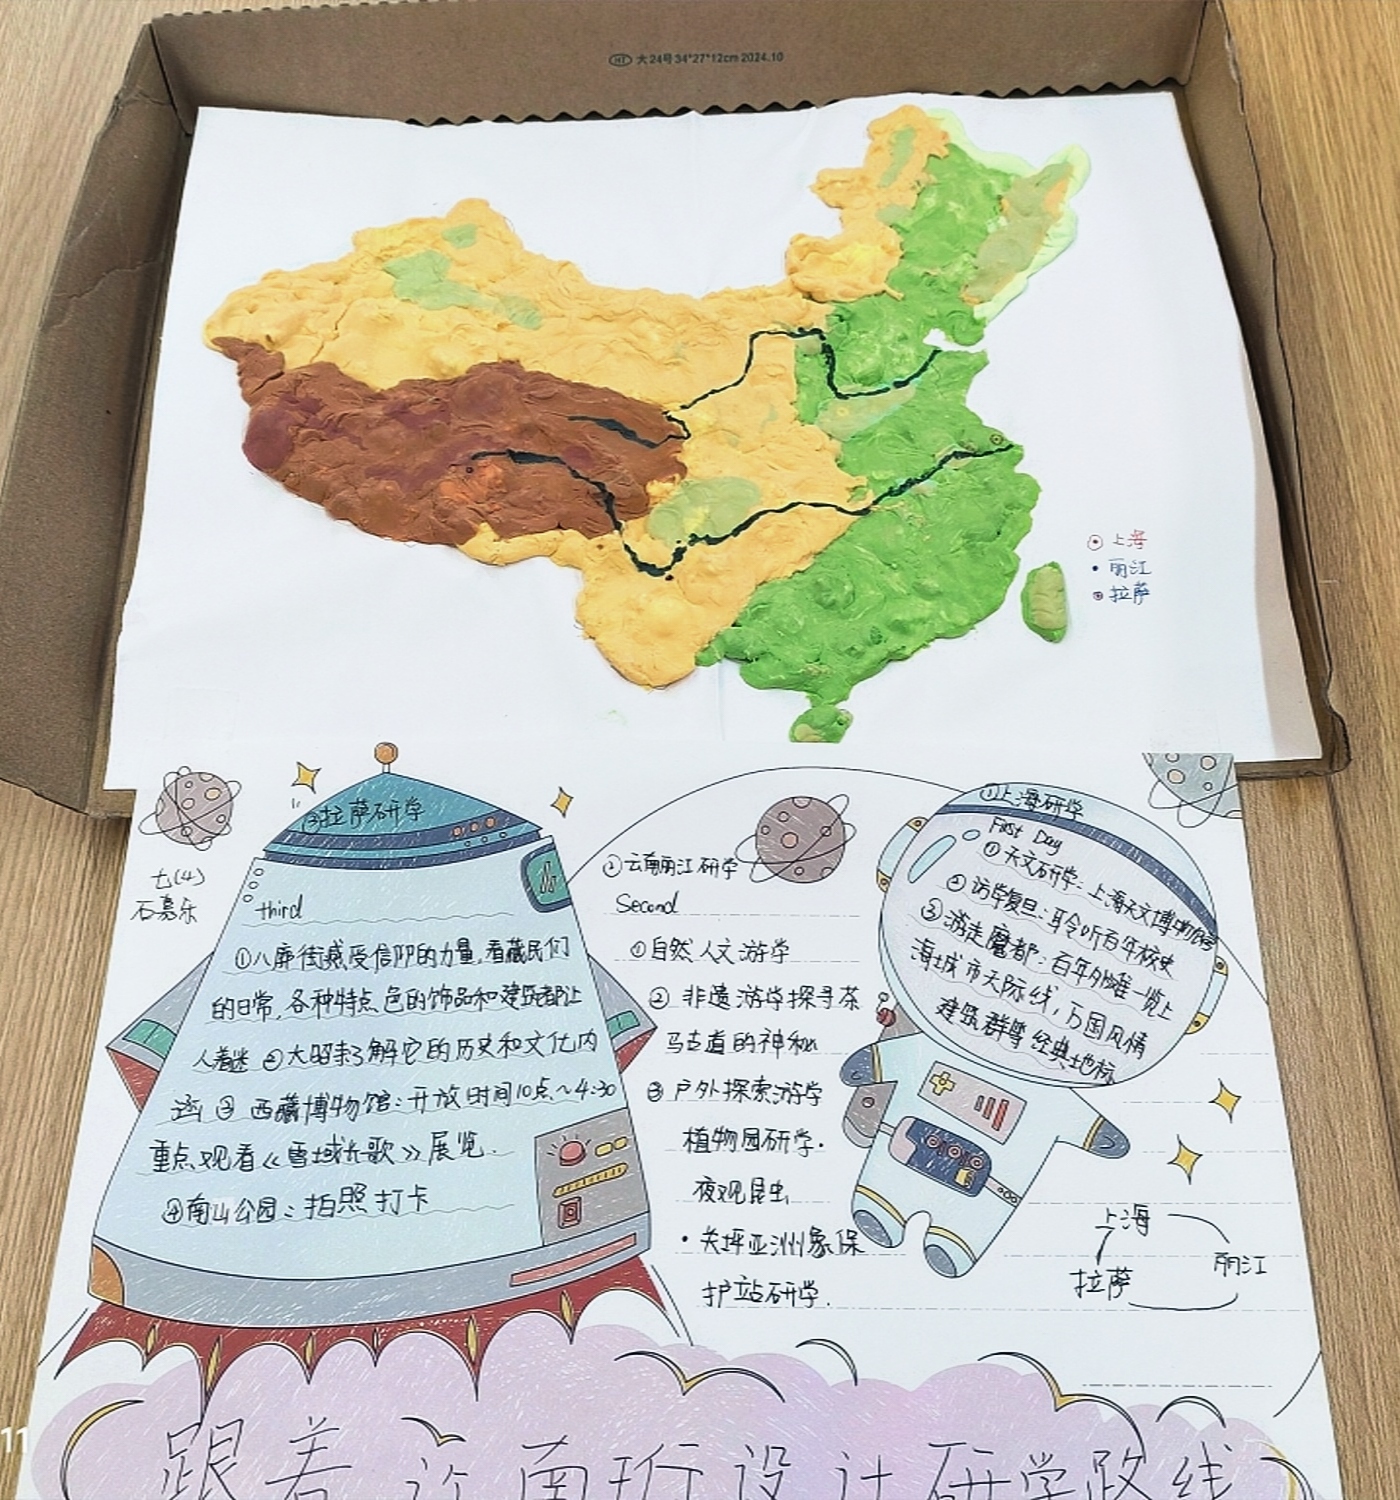 HT 大24号34*27*12cm 2024.10
上海
丽江
拉萨
七(4)
石嘉乐
③拉萨研学
third
①八廓街感受信仰的力量,看藏民们
的日常,各种特点色的饰品和建筑都让
人着迷 ②大昭寺了解它的历史和文化内
涵 ③ 西藏博物馆:开放时间10点~4:30
重点观看《雪域长歌》展览.
④南山公园:拍照打卡
②云南丽江研学
Second
①自然人文游学
② 非遗游学探寻茶
马古道的神秘
③户外探索游学
植物园研学.
夜观昆虫
·关坪亚洲象保
护站研学.
①上海研学
First Day
①天文研学:上海天文博物馆
②访学复旦:聆听百年校史
③游走魔都:百年外滩一览上
海城市天际线,万国风情
建筑群等经典地标
上海
丽江
拉萨
11
跟着 南珩设计研学路线